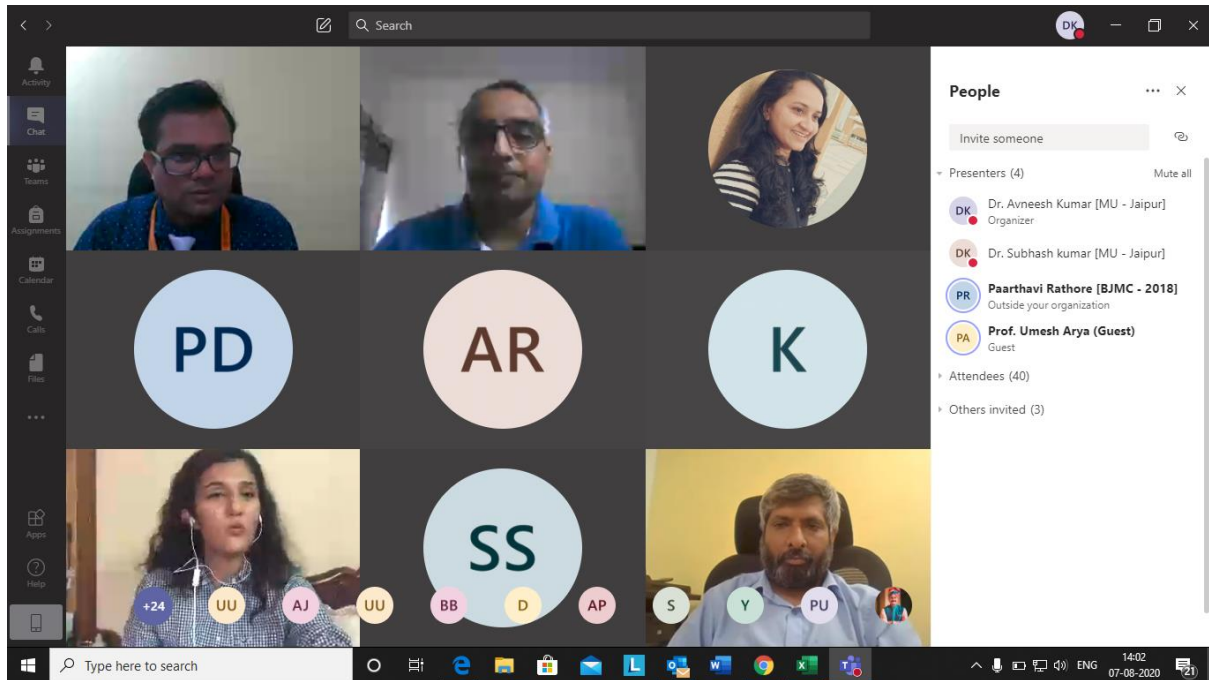 Search
DK
Activity
Chat
Teams
Assignments
Calendar
Calls
Files
Apps
Help
PD
AR
K
SS
+24
UU
AJ
UU
BB
D
AP
S
Y
PU
People
Invite someone
Presenters (4)
Mute all
DK
Dr. Avneesh Kumar [MU - Jaipur]
Organizer
DK
Dr. Subhash kumar [MU - Jaipur]
PR
Paarthavi Rathore [BJMC - 2018]
Outside your organization
PA
Prof. Umesh Arya (Guest)
Guest
Attendees (40)
Others invited (3)
Type here to search
L
ENG
14:02
07-08-2020
21